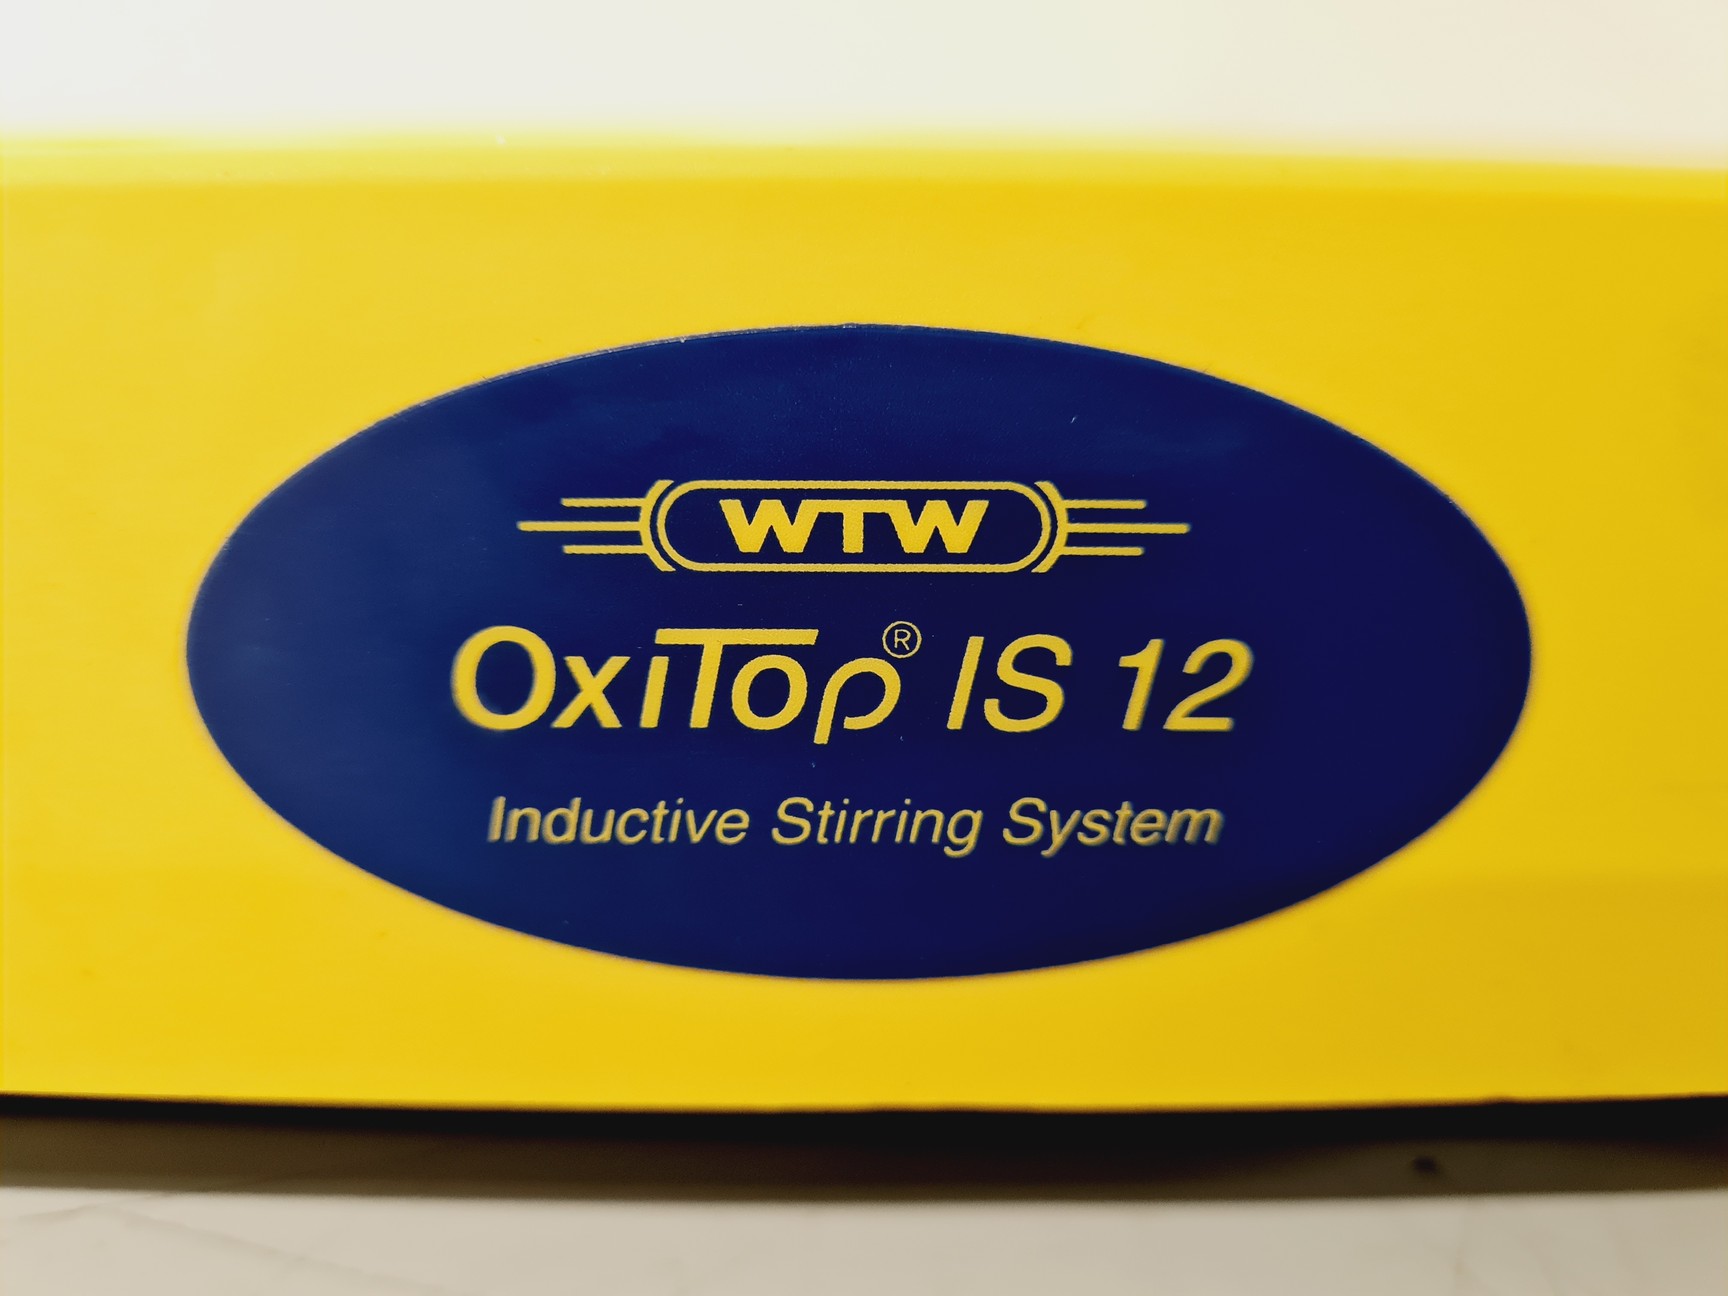 WTW
OxiTop® IS 12
Inductive Stirring System